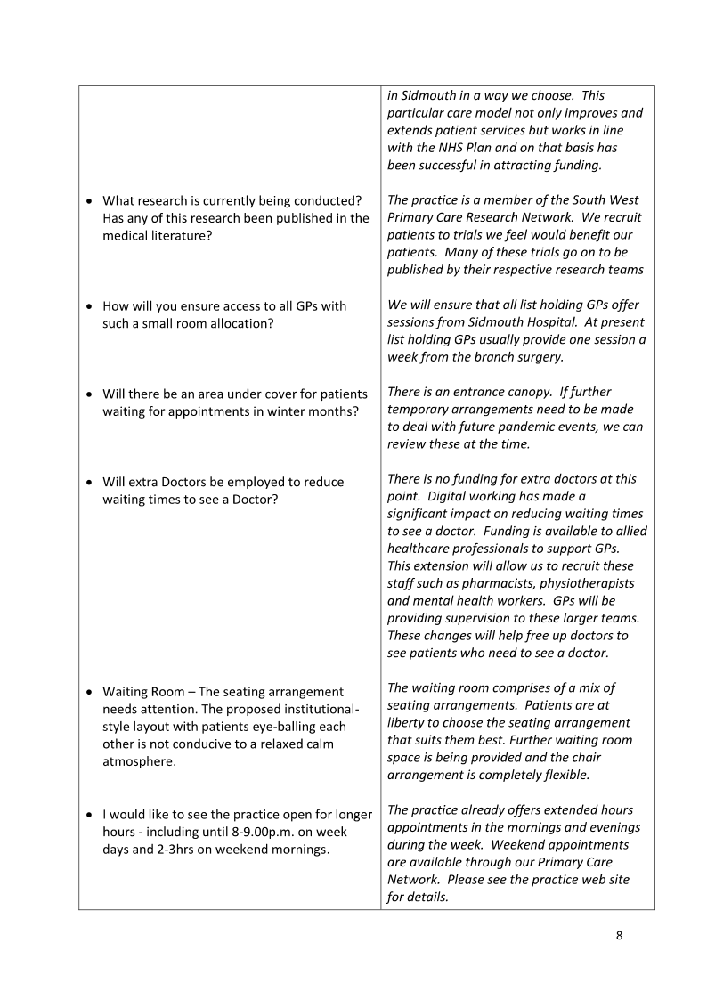 in Sidmouth in a way we choose.  This
particular care model not only improves and
extends patient services but works in line
with the NHS Plan and on that basis has
been successful in attracting funding.
• What research is currently being conducted?
Has any of this research been published in the
medical literature?
The practice is a member of the South West
Primary Care Research Network.  We recruit
patients to trials we feel would benefit our
patients.  Many of these trials go on to be
published by their respective research teams
• How will you ensure access to all GPs with
such a small room allocation?
We will ensure that all list holding GPs offer
sessions from Sidmouth Hospital.  At present
list holding GPs usually provide one session a
week from the branch surgery.
• Will there be an area under cover for patients
waiting for appointments in winter months?
There is an entrance canopy.  If further
temporary arrangements need to be made
to deal with future pandemic events, we can
review these at the time.
• Will extra Doctors be employed to reduce
waiting times to see a Doctor?
There is no funding for extra doctors at this
point.  Digital working has made a
significant impact on reducing waiting times
to see a doctor.  Funding is available to allied
healthcare professionals to support GPs.
This extension will allow us to recruit these
staff such as pharmacists, physiotherapists
and mental health workers.  GPs will be
providing supervision to these larger teams.
These changes will help free up doctors to
see patients who need to see a doctor.
• Waiting Room – The seating arrangement
needs attention. The proposed institutional-
style layout with patients eye-balling each
other is not conducive to a relaxed calm
atmosphere.
The waiting room comprises of a mix of
seating arrangements.  Patients are at
liberty to choose the seating arrangement
that suits them best. Further waiting room
space is being provided and the chair
arrangement is completely flexible.
• I would like to see the practice open for longer
hours - including until 8-9.00p.m. on week
days and 2-3hrs on weekend mornings.
The practice already offers extended hours
appointments in the mornings and evenings
during the week.  Weekend appointments
are available through our Primary Care
Network.  Please see the practice web site
for details.
8